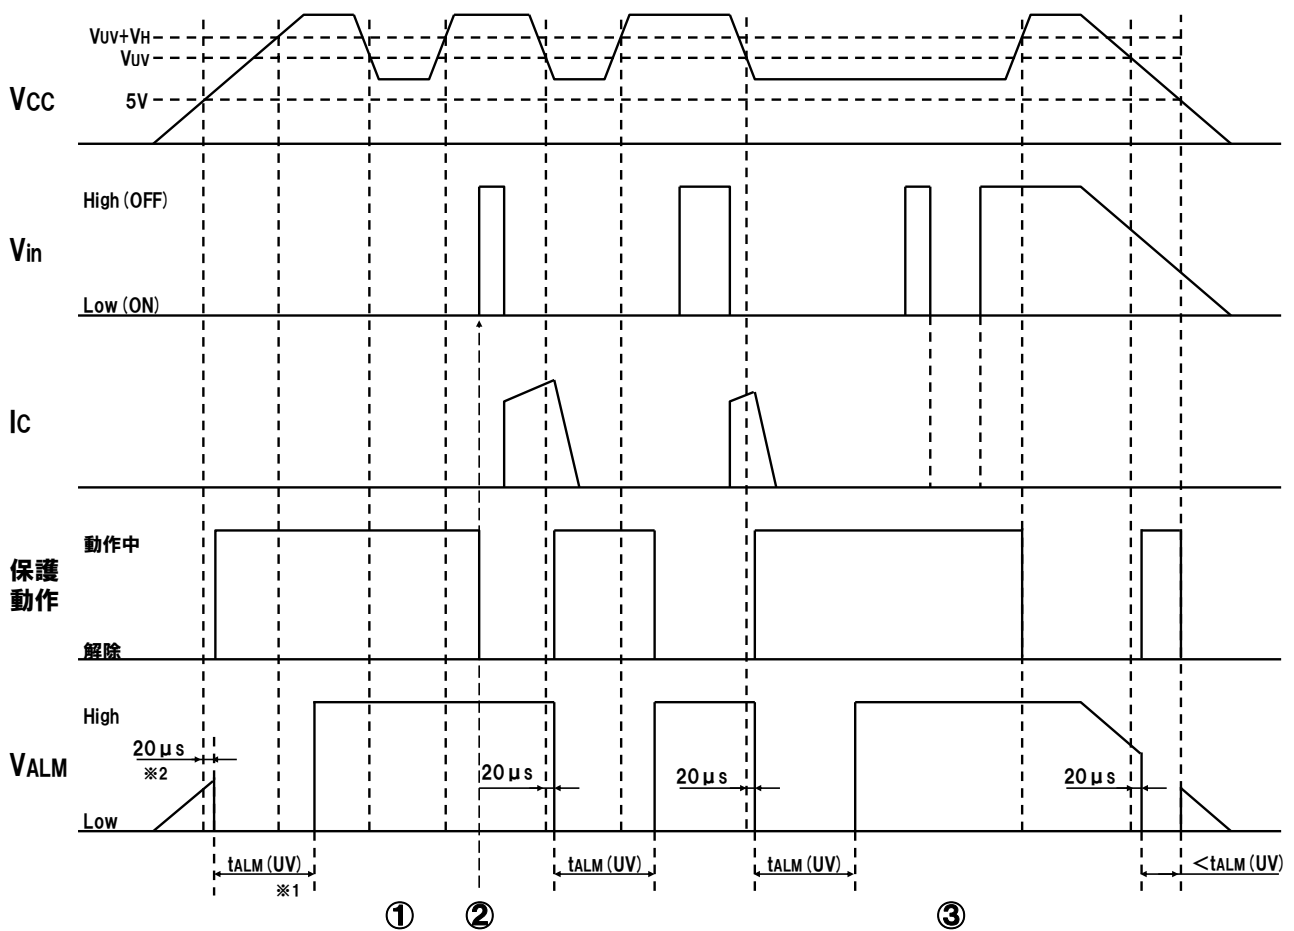 VUV+VH
VUV
VCC
5V
High(OFF)
Vin
Low(ON)
IC
動作中
保護
動作
解除
High
20μs
※2
VALM
20μs
20μs
20μs
Low
tALM(UV)
※1
tALM(UV)
tALM(UV)
<tALM(UV)
①
②
③